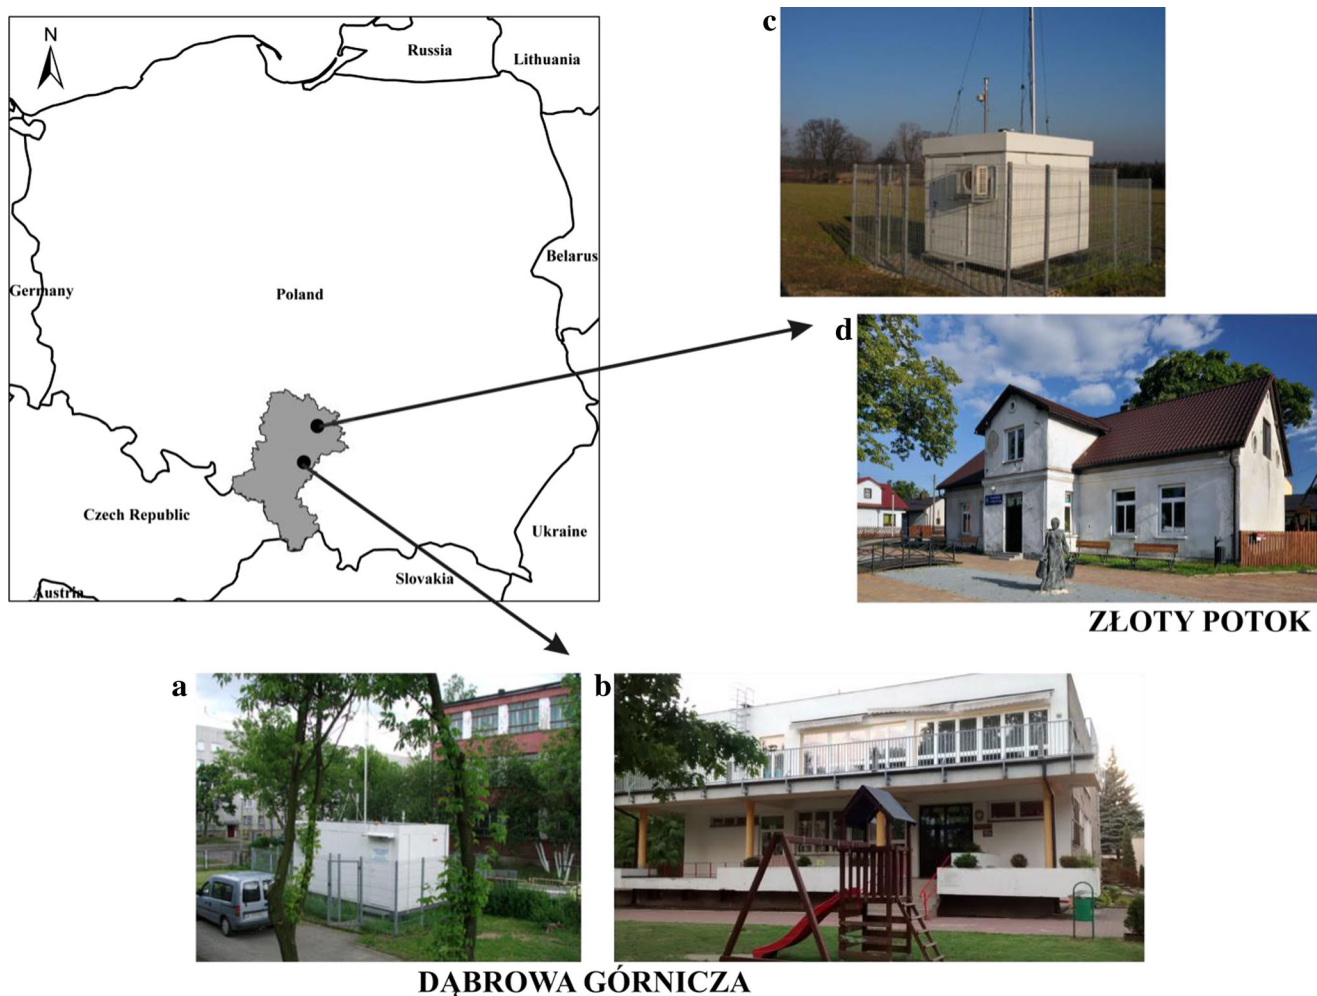 N
Russia
Lithuania
Belarus
Germany
Poland
Czech Republic
Ukraine
Slovakia
Austria
c
d
ZŁOTY POTOK
a
b
DĄBROWA GÓRNICZA